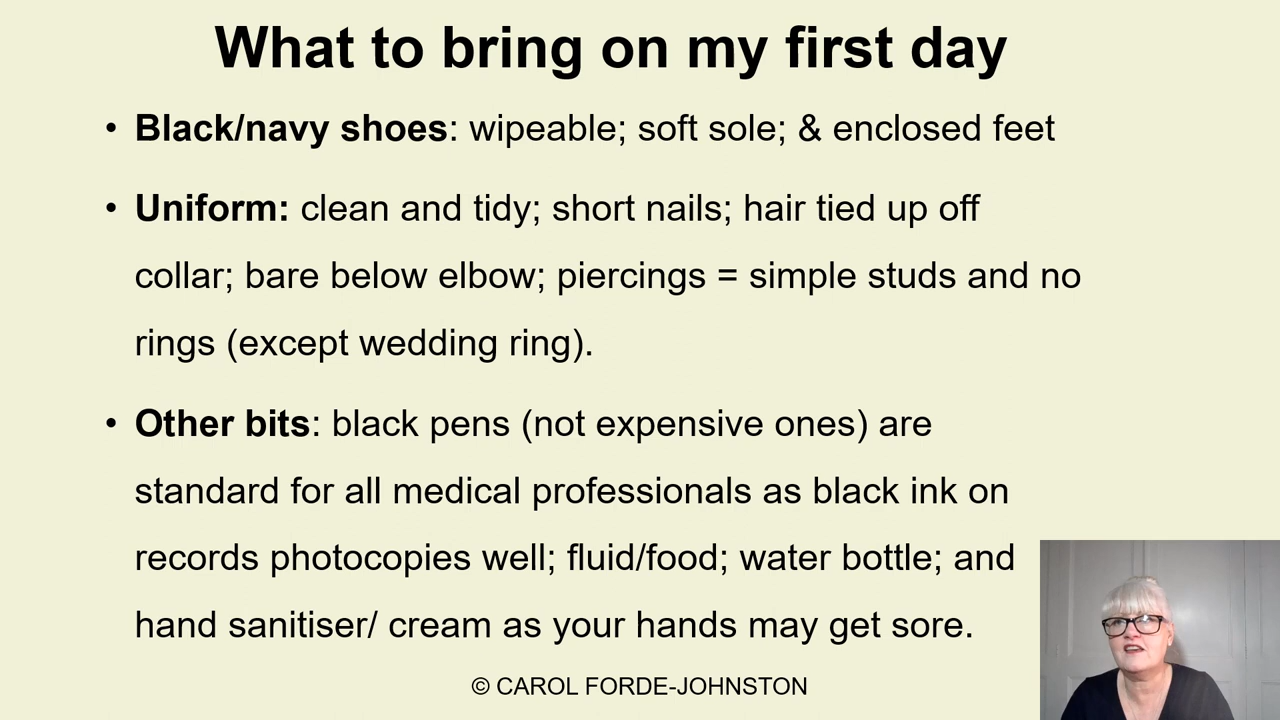 What to bring on my first day
• Black/navy shoes: wipeable; soft sole; & enclosed feet
• Uniform: clean and tidy; short nails; hair tied up off
collar; bare below elbow; piercings = simple studs and no
rings (except wedding ring).
• Other bits: black pens (not expensive ones) are
standard for all medical professionals as black ink on
records photocopies well; fluid/food; water bottle; and
hand sanitiser/ cream as your hands may get sore.
© CAROL FORDE-JOHNSTON